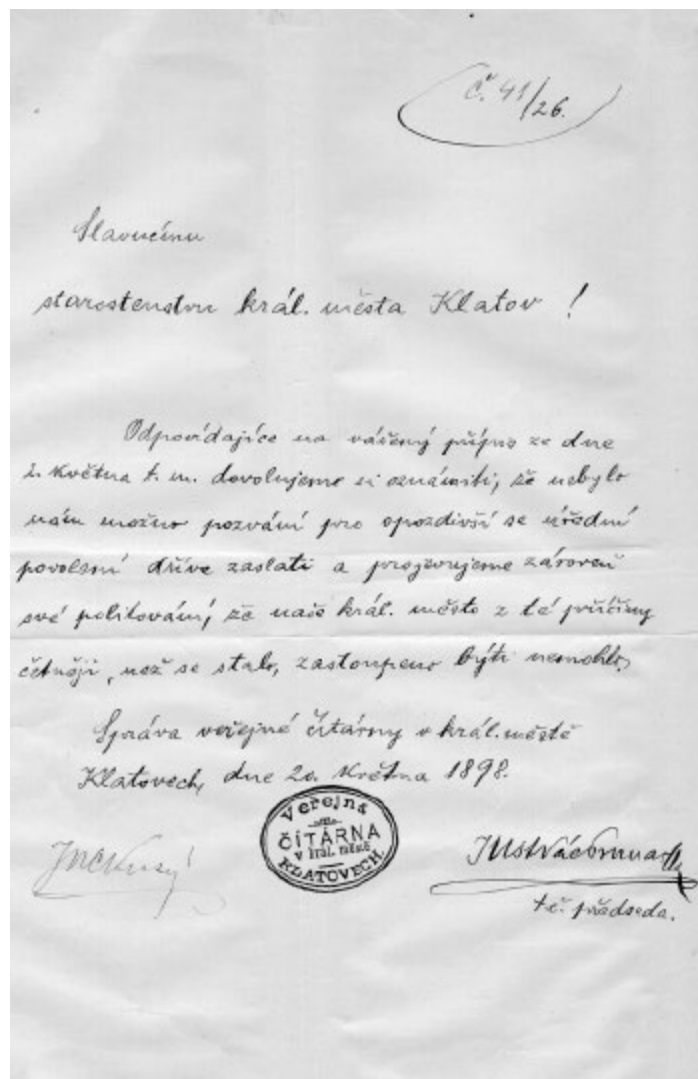 č. 41/26.
Slavnému
starostenstvu král. města Klatov !
Odpovídajíce na vážený přípis ze dne
2. května t. m. dovolujeme si oznámiti, že nebylo
nám možno pozvání pro opozdivší se úřední
povolení dříve zaslati a projevujeme zároveň
své politování, že naše král. město z té příčiny
četněji, než se stalo, zastoupeno býti nemohlo.
Správa veřejné čítárny v král. městě
Klatovech, dne 20. května 1898.
Veřejná
ČÍTÁRNA
v král. městě
KLATOVECH.
t.č. předseda.